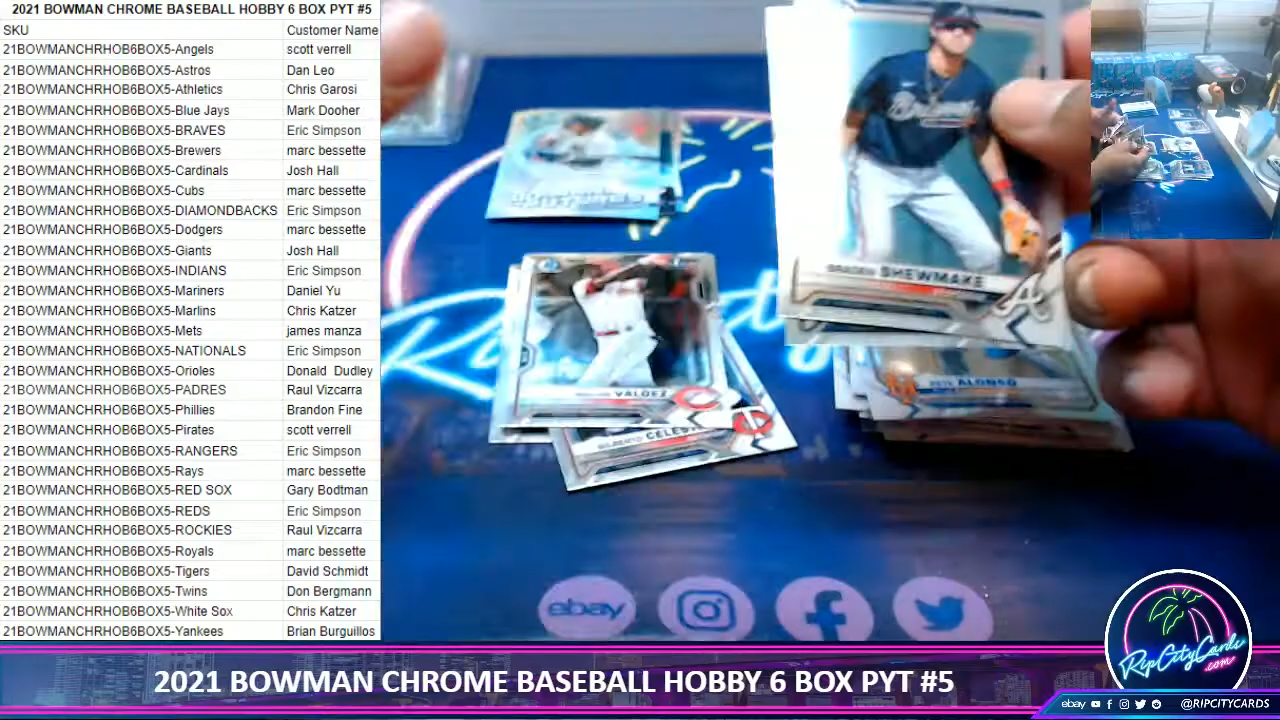 2021 BOWMAN CHROME BASEBALL HOBBY 6 BOX PYT #5
SKU Customer Name
21BOWMANCHRHOB6BOX5-Angels scott verrell
21BOWMANCHRHOB6BOX5-Astros Dan Leo
21BOWMANCHRHOB6BOX5-Athletics Chris Garosi
21BOWMANCHRHOB6BOX5-Blue Jays Mark Dooher
21BOWMANCHRHOB6BOX5-BRAVES Eric Simpson
21BOWMANCHRHOB6BOX5-Brewers marc bessette
21BOWMANCHRHOB6BOX5-Cardinals Josh Hall
21BOWMANCHRHOB6BOX5-Cubs marc bessette
21BOWMANCHRHOB6BOX5-DIAMONDBACKS Eric Simpson
21BOWMANCHRHOB6BOX5-Dodgers marc bessette
21BOWMANCHRHOB6BOX5-Giants Josh Hall
21BOWMANCHRHOB6BOX5-INDIANS Eric Simpson
21BOWMANCHRHOB6BOX5-Mariners Daniel Yu
21BOWMANCHRHOB6BOX5-Marlins Chris Katzer
21BOWMANCHRHOB6BOX5-Mets james manza
21BOWMANCHRHOB6BOX5-NATIONALS Eric Simpson
21BOWMANCHRHOB6BOX5-Orioles Donald Dudley
21BOWMANCHRHOB6BOX5-PADRES Raul Vizcarra
21BOWMANCHRHOB6BOX5-Phillies Brandon Fine
21BOWMANCHRHOB6BOX5-Pirates scott verrell
21BOWMANCHRHOB6BOX5-RANGERS Eric Simpson
21BOWMANCHRHOB6BOX5-Rays marc bessette
21BOWMANCHRHOB6BOX5-RED SOX Gary Bodtman
21BOWMANCHRHOB6BOX5-REDS Eric Simpson
21BOWMANCHRHOB6BOX5-ROCKIES Raul Vizcarra
21BOWMANCHRHOB6BOX5-Royals marc bessette
21BOWMANCHRHOB6BOX5-Tigers David Schmidt
21BOWMANCHRHOB6BOX5-Twins Don Bergmann
21BOWMANCHRHOB6BOX5-White Sox Chris Katzer
21BOWMANCHRHOB6BOX5-Yankees Brian Burguillos
Braves
BRADEN SHEWMAKE
A
PETE ALONSO
VALDEZ
C
ebay
RipCityCards
.com
2021 BOWMAN CHROME BASEBALL HOBBY 6 BOX PYT #5
ebay @RIPCITYCARDS